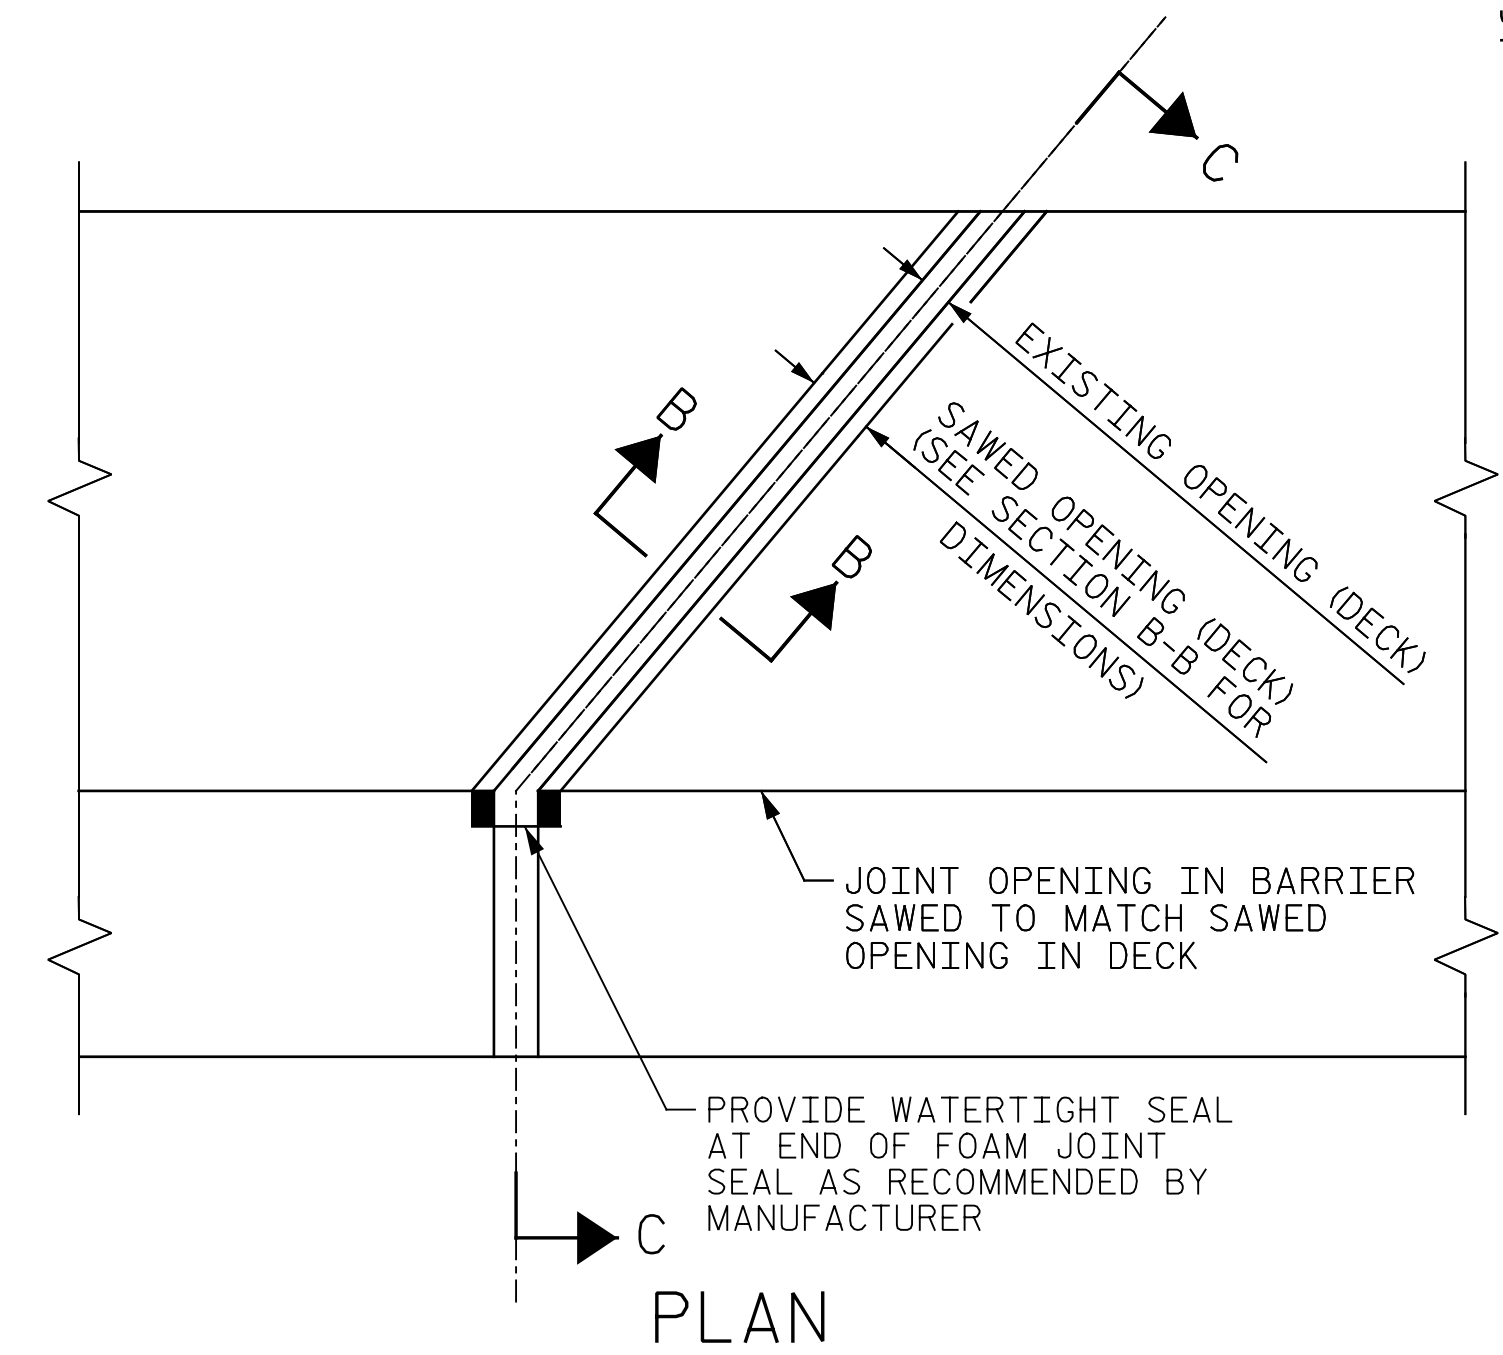 C
B
EXISTING OPENING (DECK)
SAWED OPENING (DECK)
(SEE SECTION B-B FOR
DIMENSIONS)
B
JOINT OPENING IN BARRIER
SAWED TO MATCH SAWED
OPENING IN DECK
PROVIDE WATERTIGHT SEAL
AT END OF FOAM JOINT
SEAL AS RECOMMENDED BY
MANUFACTURER
C
PLAN